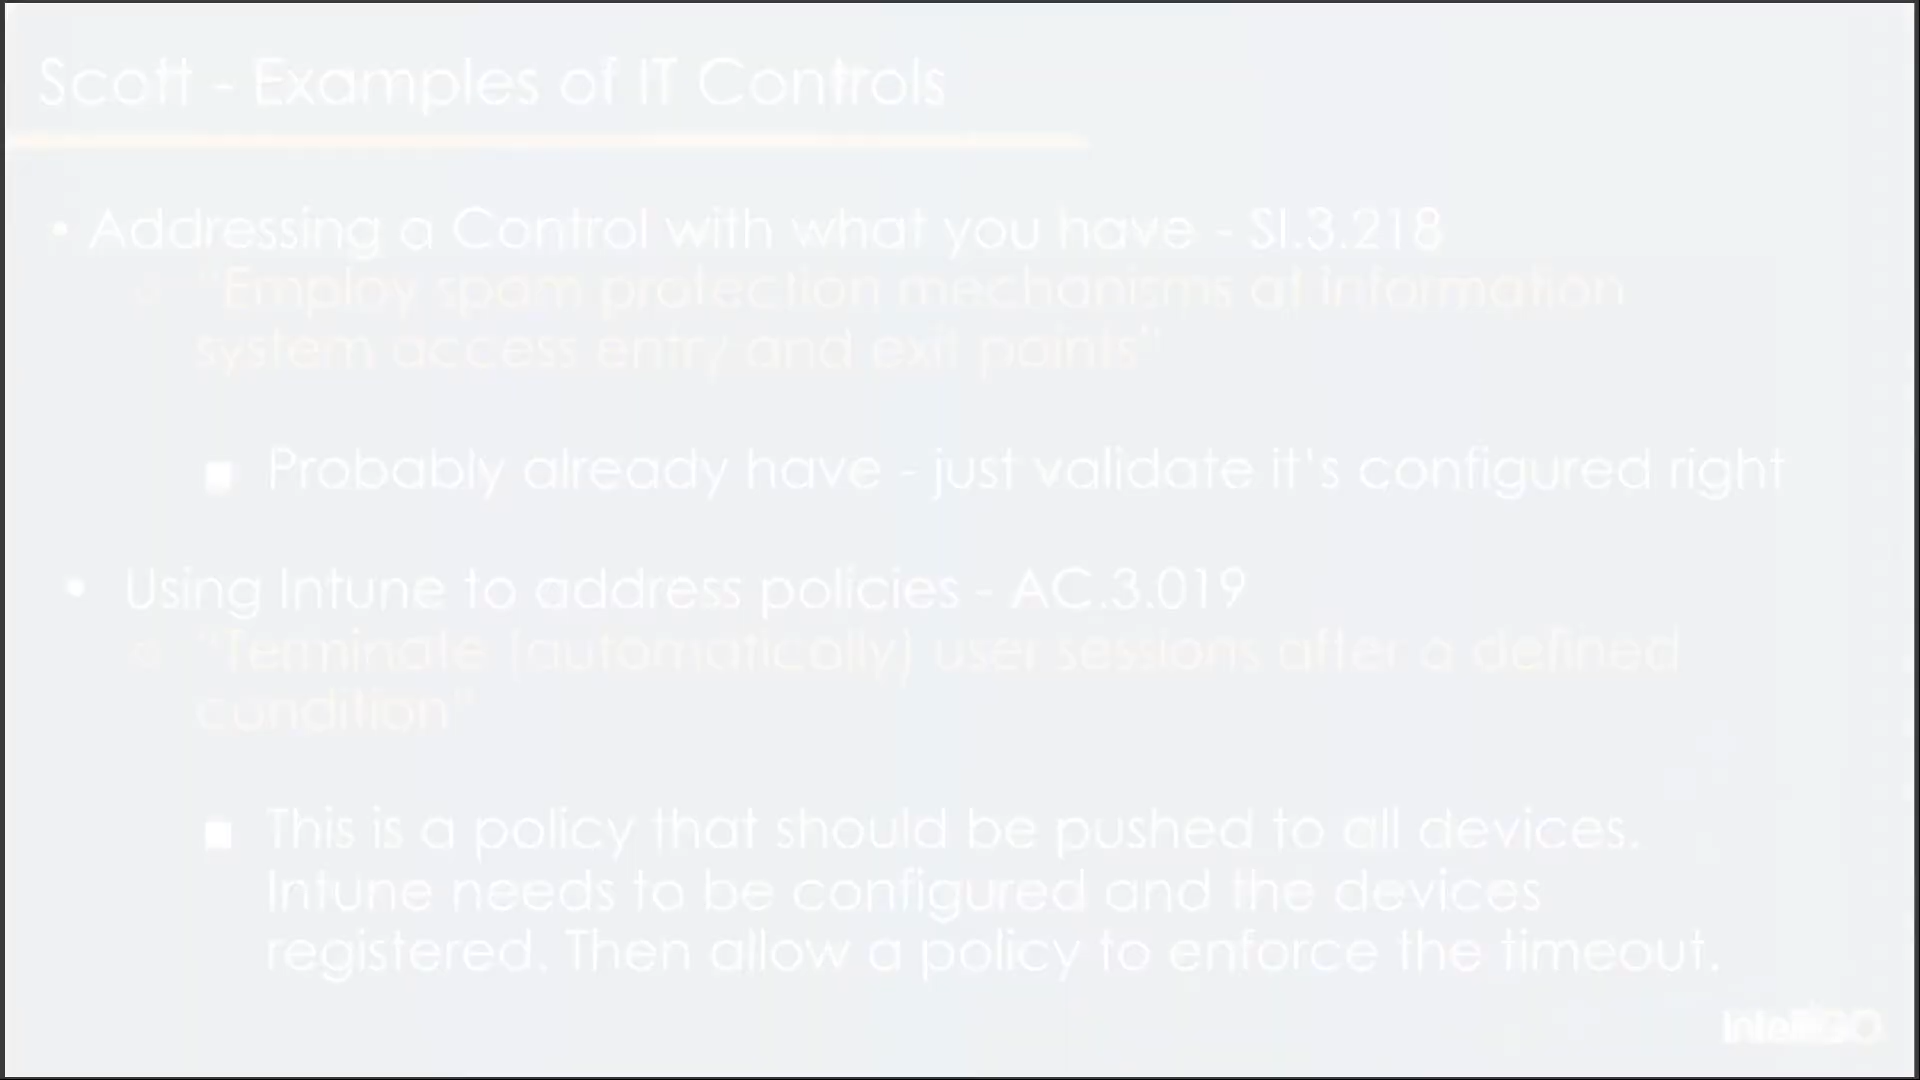 Scott - Examples of IT Controls
• Addressing a Control with what you have - SI.3.218
○ "Employ spam protection mechanisms at information
system access entry and exit points"
■ Probably already have - just validate it's configured right
• Using Intune to address policies - AC.3.019
○ "Terminate (automatically) user sessions after a defined
condition"
■ This is a policy that should be pushed to all devices.
Intune needs to be configured and the devices
registered. Then allow a policy to enforce the timeout.
IntelliGO